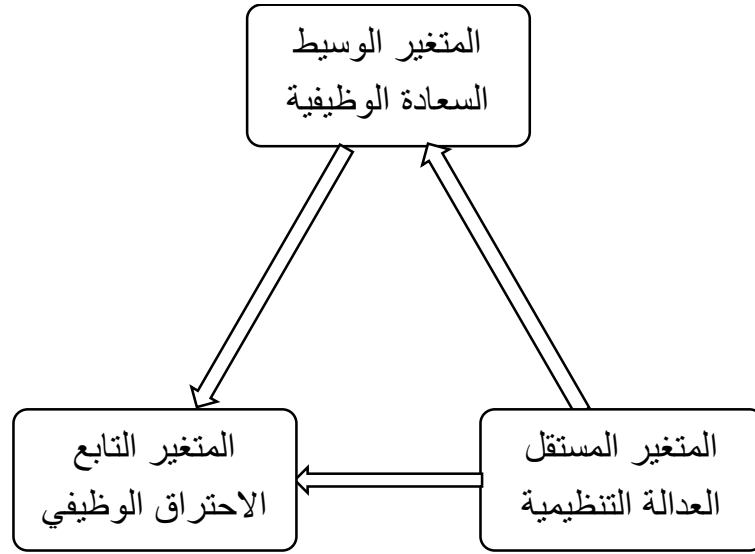 المتغير الوسيط
السعادة الوظيفية
المتغير المستقل
العدالة التنظيمية
المتغير التابع
الاحتراق الوظيفي